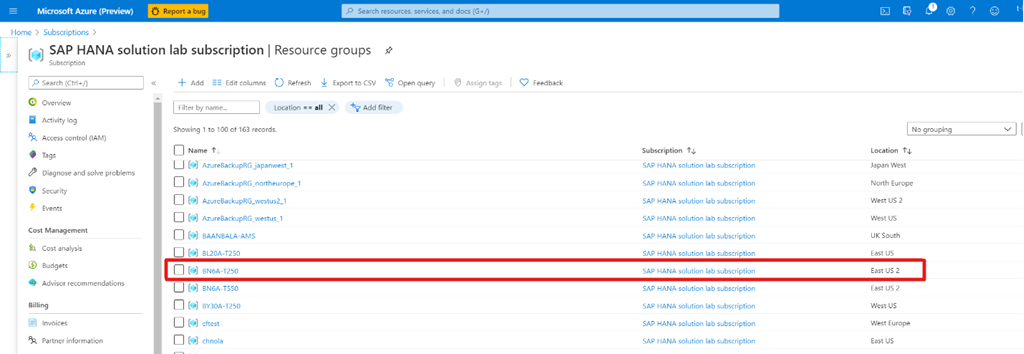 Microsoft Azure (Preview) Report a bug Search resources, services, and docs (G+/) 1
Home > Subscriptions >
SAP HANA solution lab subscription | Resource groups
Subscription
Search (Ctrl+/) «
Add Edit columns Refresh Export to CSV Open query Assign tags Feedback
Overview
Activity log
Access control (IAM)
Tags
Diagnose and solve problems
Security
Events
Cost Management
Cost analysis
Budgets
Advisor recommendations
Billing
Invoices
Partner information
Filter by name... Location == all Add filter
Showing 1 to 100 of 163 records. No grouping
Name Subscription Location
AzureBackupRG_japanwest_1 SAP HANA solution lab subscription Japan West
AzureBackupRG_northeurope_1 SAP HANA solution lab subscription North Europe
AzureBackupRG_westus2_1 SAP HANA solution lab subscription West US 2
AzureBackupRG_westus_1 SAP HANA solution lab subscription West US
BAANBALA-AMS SAP HANA solution lab subscription UK South
BL20A-T250 SAP HANA solution lab subscription East US
BN6A-T250 SAP HANA solution lab subscription East US 2
BN6A-T550 SAP HANA solution lab subscription East US 2
BY30A-T250 SAP HANA solution lab subscription West US
cftest SAP HANA solution lab subscription West Europe
chnola SAP HANA solution lab subscription East US